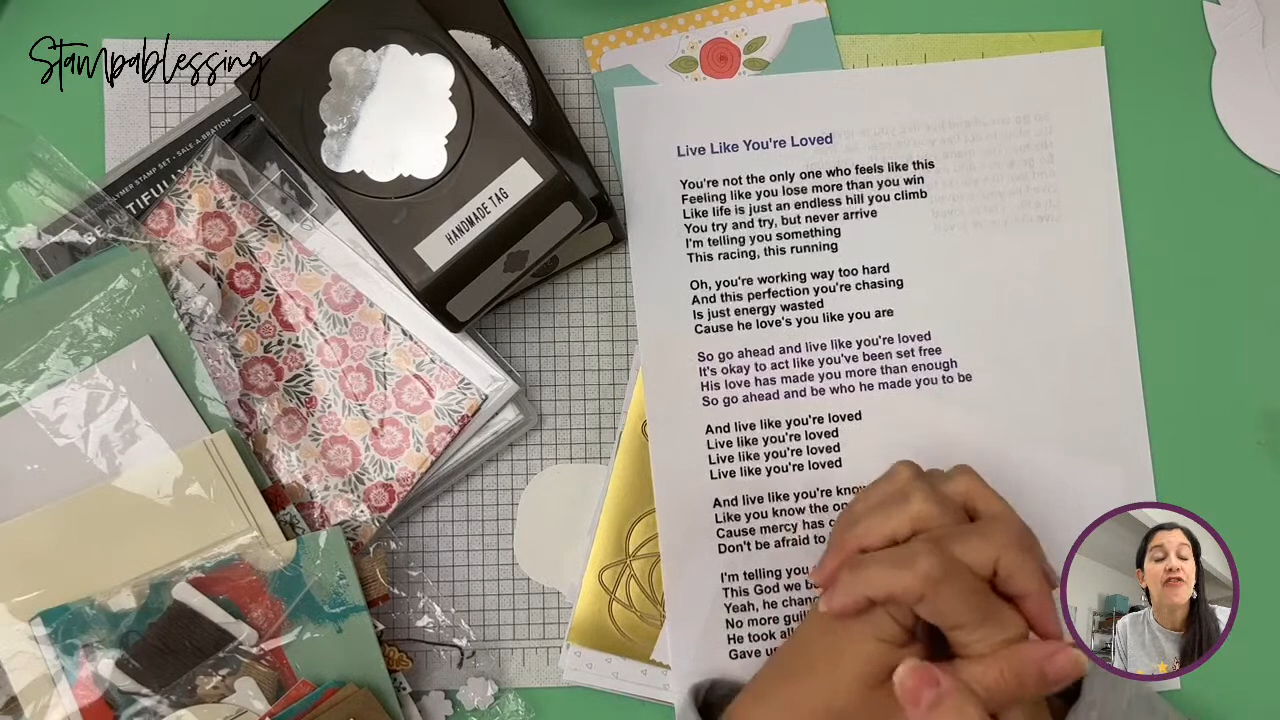 Stampablessing
YMER STAMP SET • SALE-A-BRATION
HANDMADE TAG
Live Like You're Loved
You're not the only one who feels like this
Feeling like you lose more than you win
Like life is just an endless hill you climb
You try and try, but never arrive
I'm telling you something
This racing, this running
Oh, you're working way too hard
And this perfection you're chasing
Is just energy wasted
Cause he love's you like you are
So go ahead and live like you're loved
It's okay to act like you've been set free
His love has made you more than enough
So go ahead and be who he made you to be
And live like you're loved
Live like you're loved
Live like you're loved
Live like you're loved
And live like you're know
Like you know the
Cause mercy has
Don't be afraid to
I'm telling you
This God we
Yeah, he
No more
He took
Gave